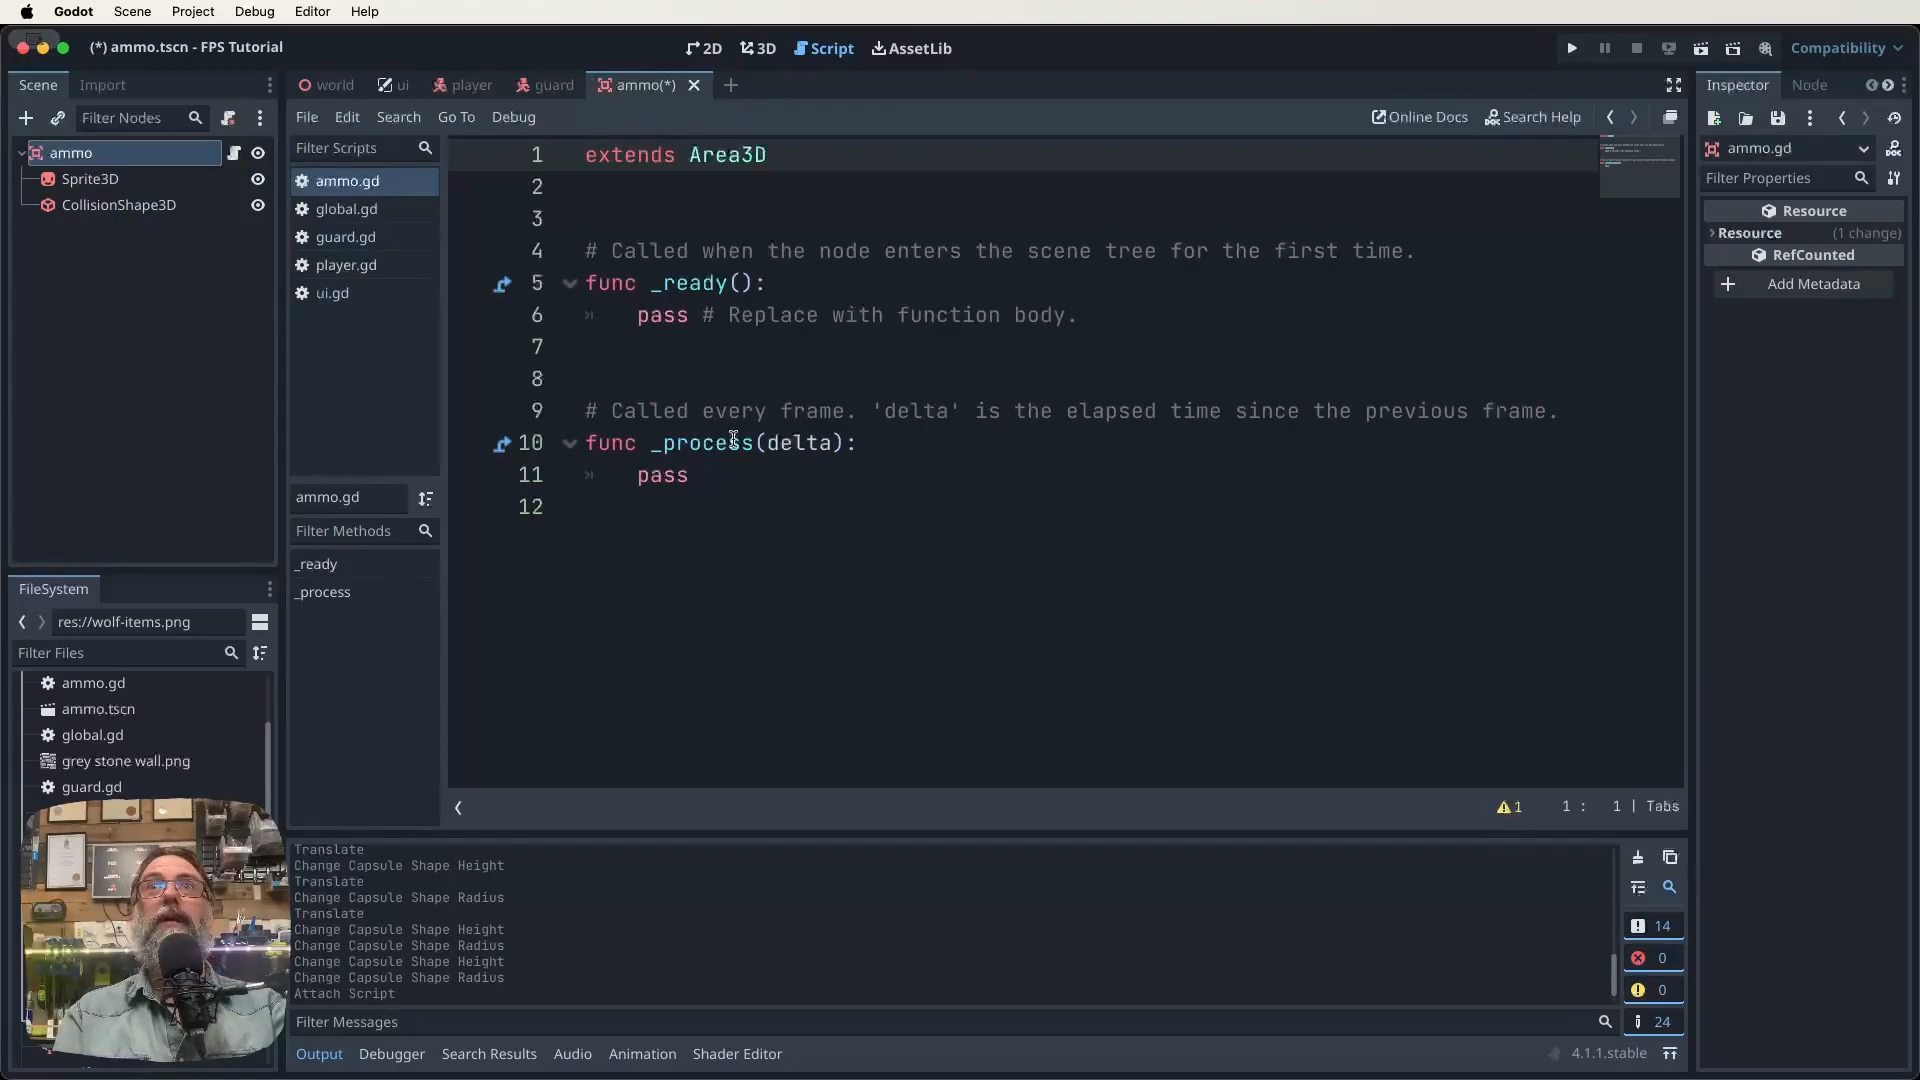 Godot Scene Project Debug Editor Help
(*) ammo.tscn - FPS Tutorial
2D 3D Script AssetLib
Compatibility
Scene Import
Filter Nodes
ammo
Sprite3D
CollisionShape3D
FileSystem
res://wolf-items.png
Filter Files
ammo.gd
ammo.tscn
global.gd
grey stone wall.png
guard.gd
world ui player guard ammo(*)
File Edit Search Go To Debug
Online Docs Search Help
Filter Scripts
ammo.gd
global.gd
guard.gd
player.gd
ui.gd
ammo.gd
Filter Methods
_ready
_process
1 extends Area3D
2
3
4 # Called when the node enters the scene tree for the first time.
5 func _ready():
6 pass # Replace with function body.
7
8
9 # Called every frame. 'delta' is the elapsed time since the previous frame.
10 func _process(delta):
11 pass
12
1 1 : 1 | Tabs
Translate
Change Capsule Shape Height
Translate
Change Capsule Shape Radius
Translate
Change Capsule Shape Height
Change Capsule Shape Radius
Change Capsule Shape Height
Change Capsule Shape Radius
Attach Script
14
0
0
24
Filter Messages
Output Debugger Search Results Audio Animation Shader Editor
4.1.1.stable
Inspector Node
ammo.gd
Filter Properties
Resource
Resource (1 change)
RefCounted
Add Metadata